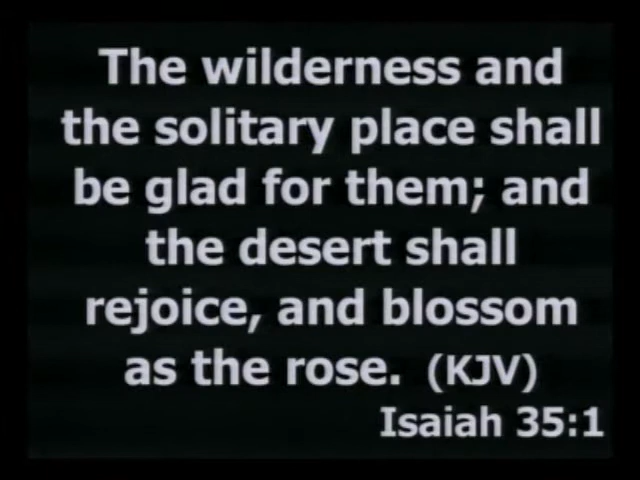 The wilderness and
the solitary place shall
be glad for them; and
the desert shall
rejoice, and blossom
as the rose. (KJV)
Isaiah 35:1